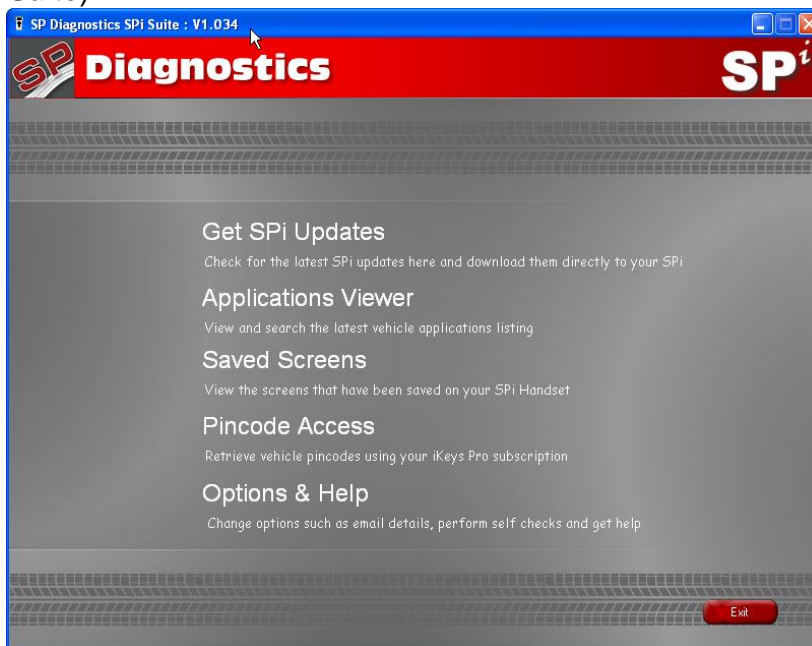 Suite)
SP Diagnostics SPi Suite : V1.034
SP Diagnostics SPi
Get SPi Updates
Check for the latest SPi updates here and download them directly to your SPi
Applications Viewer
View and search the latest vehicle applications listing
Saved Screens
View the screens that have been saved on your SPi Handset
Pincode Access
Retrieve vehicle pincodes using your iKeys Pro subscription
Options & Help
Change options such as email details, perform self checks and get help
Exit